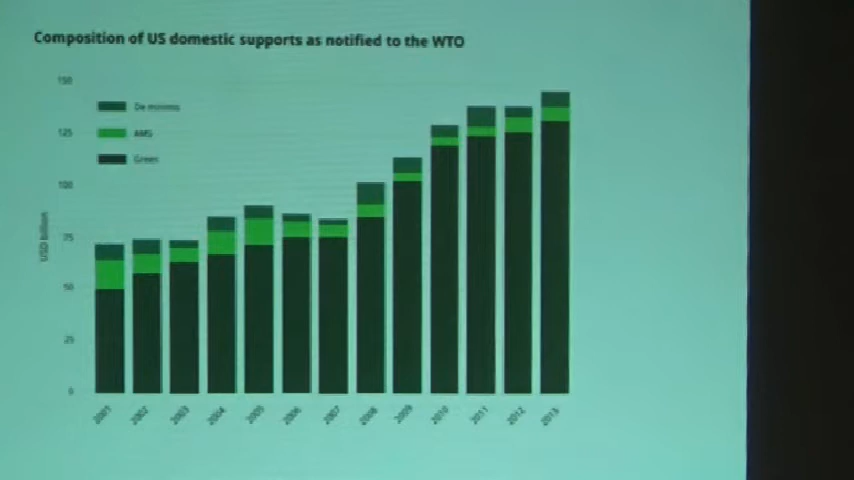 Composition of US domestic supports as notified to the WTO
150
De minimis
125
AMS
Green
100
USD billion
75
50
25
0
2001 2002 2003 2004 2005 2006 2007 2008 2009 2010 2011 2012 2013